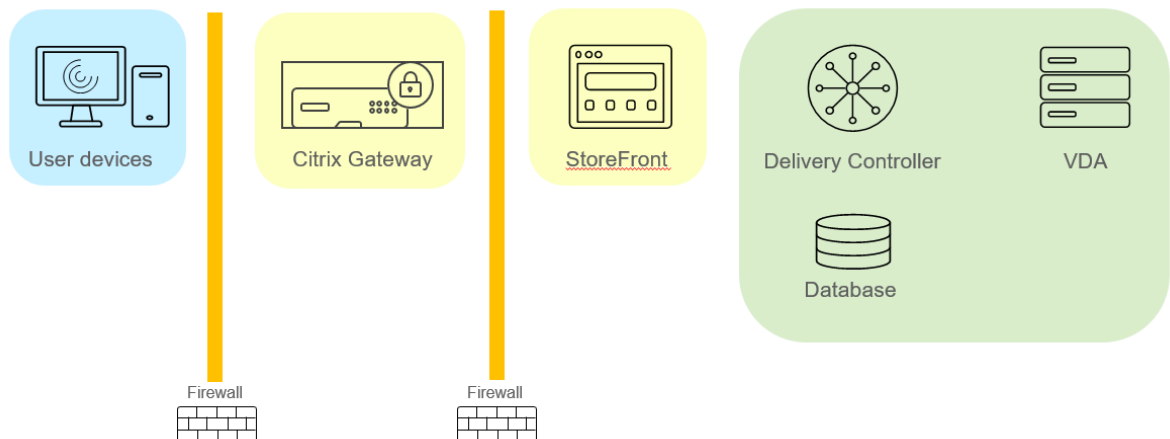 User devices
Citrix Gateway
StoreFront
Delivery Controller
VDA
Database
Firewall
Firewall